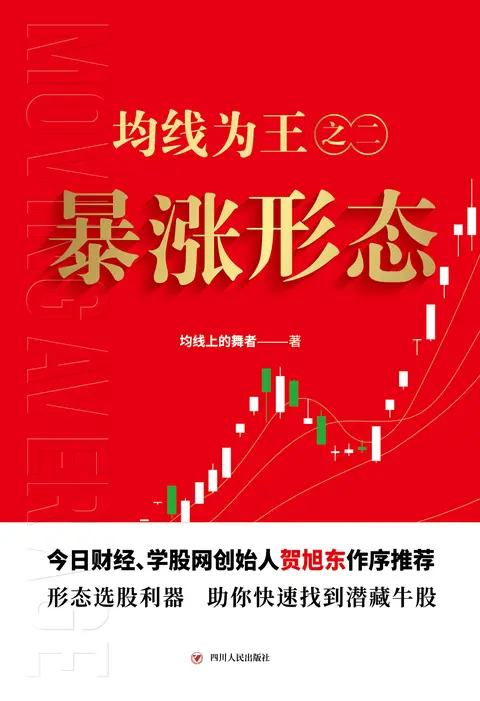 MOVING AVERAGE
均线为王之二
暴涨形态
均线上的舞者——著
今日财经、学股网创始人贺旭东作序推荐
形态选股利器 助你快速找到潜藏牛股
四川人民出版社